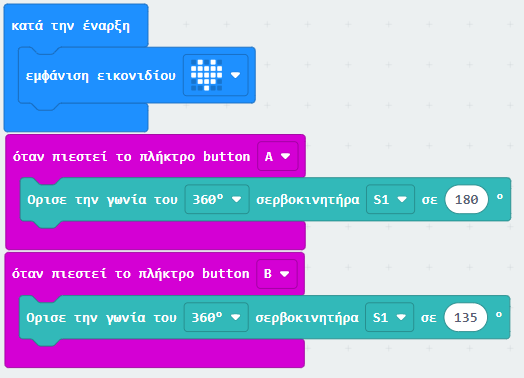 κατά την έναρξη
εμφάνιση εικονιδίου
όταν πιεστεί το πλήκτρο button A
Ορισε την γωνία του 360° σερβοκινητήρα S1 σε 180 °
όταν πιεστεί το πλήκτρο button B
Ορισε την γωνία του 360° σερβοκινητήρα S1 σε 135 °